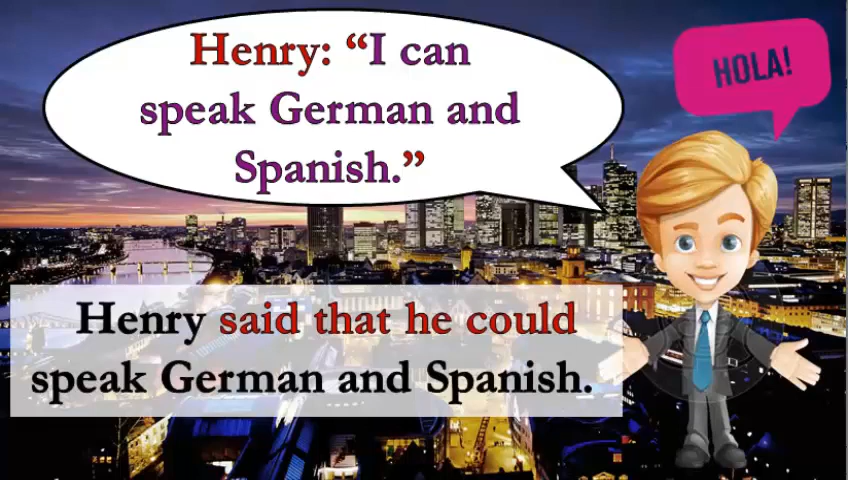 Henry: “I can
speak German and
Spanish.”
HOLA!
Henry said that he could
speak German and Spanish.